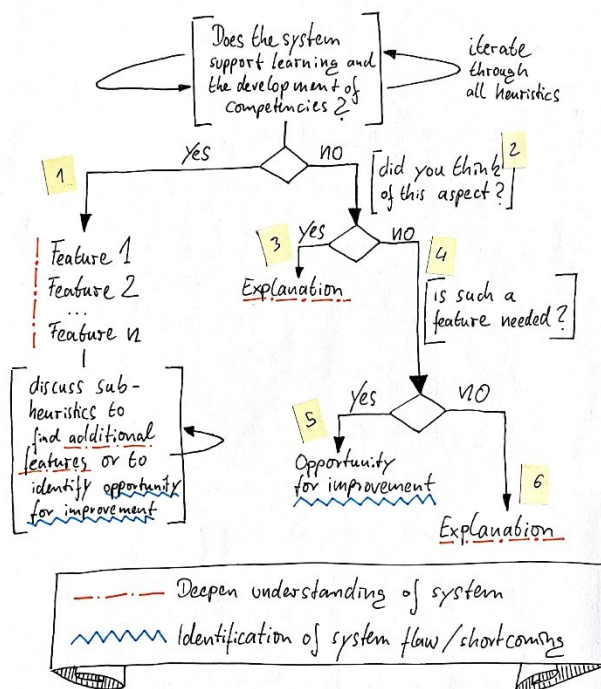 Does the system
support learning and
the development of
competencies?
iterate
through
all heuristics
1
yes
no
2
did you think
of this aspect?
Feature 1
Feature 2
...
Feature n
3
yes
no
4
Explanation
is such a
feature needed?
discuss sub-
heuristics to
find additional
features or to
identify opportunity
for improvement
5
yes
no
Opportunity
for improvement
6
Explanation
Deepen understanding of system
Identification of system flaw/shortcoming